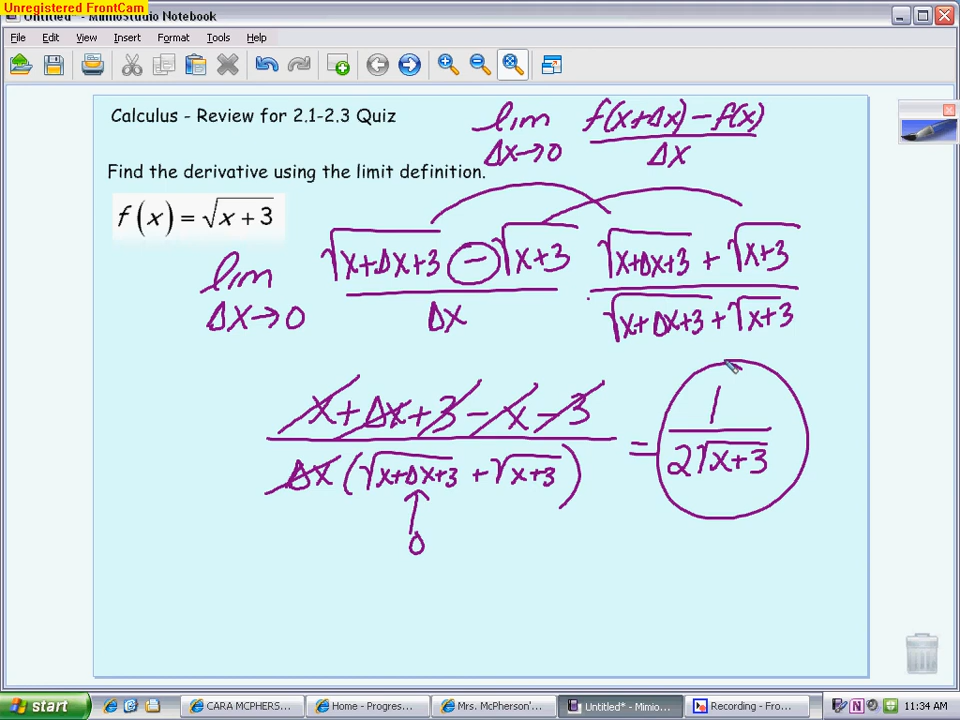 Unregistered FrontCam
Untitled* - MimioStudio Notebook
File Edit View Insert Format Tools Help
Calculus - Review for 2.1-2.3 Quiz
lim Δx→0 f(x+Δx) – f(x) / Δx
Find the derivative using the limit definition.
f(x) = √x + 3
lim Δx→0 √x+Δx+3 – √x+3 / Δx √x+Δx+3 + √x+3 / √x+Δx+3 + √x+3
x+Δx+3 – x – 3 / Δx (√x+Δx+3 + √x+3) = 1 / 2√x+3
0
start CARA MCPHERS... Home - Progres... Mrs. McPherson'... Untitled* - Mimio... Recording - Fro... 11:34 AM